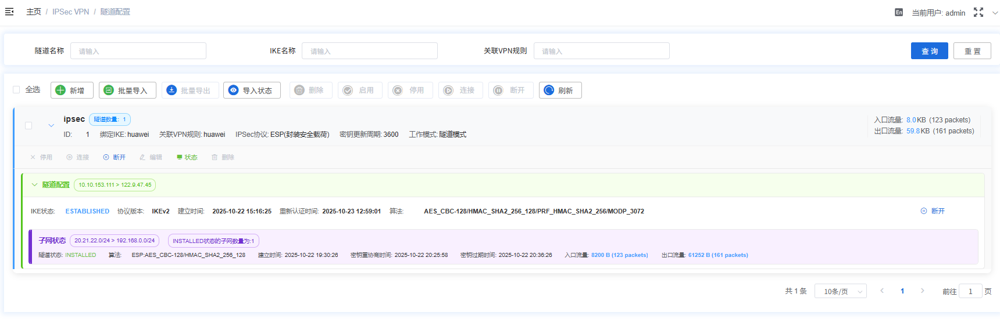 主页 / IPSec VPN / 隧道配置
En 当前用户: admin
隧道名称 请输入 IKE名称 请输入 关联VPN规则 请输入 查 询 重 置
全选 新增 批量导入 批量导出 导入状态 删除 启用 停用 连接 断开 刷新
ipsec 隧道数量: 1
入口流量: 8.0KB (123 packets)
出口流量: 59.8KB (161 packets)
ID: 1 绑定IKE: huawei 关联VPN规则: huawei IPSec协议: ESP(封装安全载荷) 密钥更新周期: 3600 工作模式: 隧道模式
停用 连接 断开 编辑 状态 删除
隧道配置 10.10.153.111 > 122.9.47.45
IKE状态: ESTABLISHED 协议版本: IKEv2 建立时间: 2025-10-22 15:16:25 重新认证时间: 2025-10-23 12:59:01 算法: AES_CBC-128/HMAC_SHA2_256_128/PRF_HMAC_SHA2_256/MODP_3072 断开
子网状态 20.21.22.0/24 > 192.168.0.0/24 INSTALLED状态的子网数量为:1
隧道状态: INSTALLED 算法: ESP:AES_CBC-128/HMAC_SHA2_256_128 建立时间: 2025-10-22 19:30:26 密钥重协商时间: 2025-10-22 20:25:58 密钥过期时间: 2025-10-22 20:36:26 入口流量: 8200 B (123 packets) 出口流量: 61252 B (161 packets)
共 1 条 10条/页 1 前往 1 页